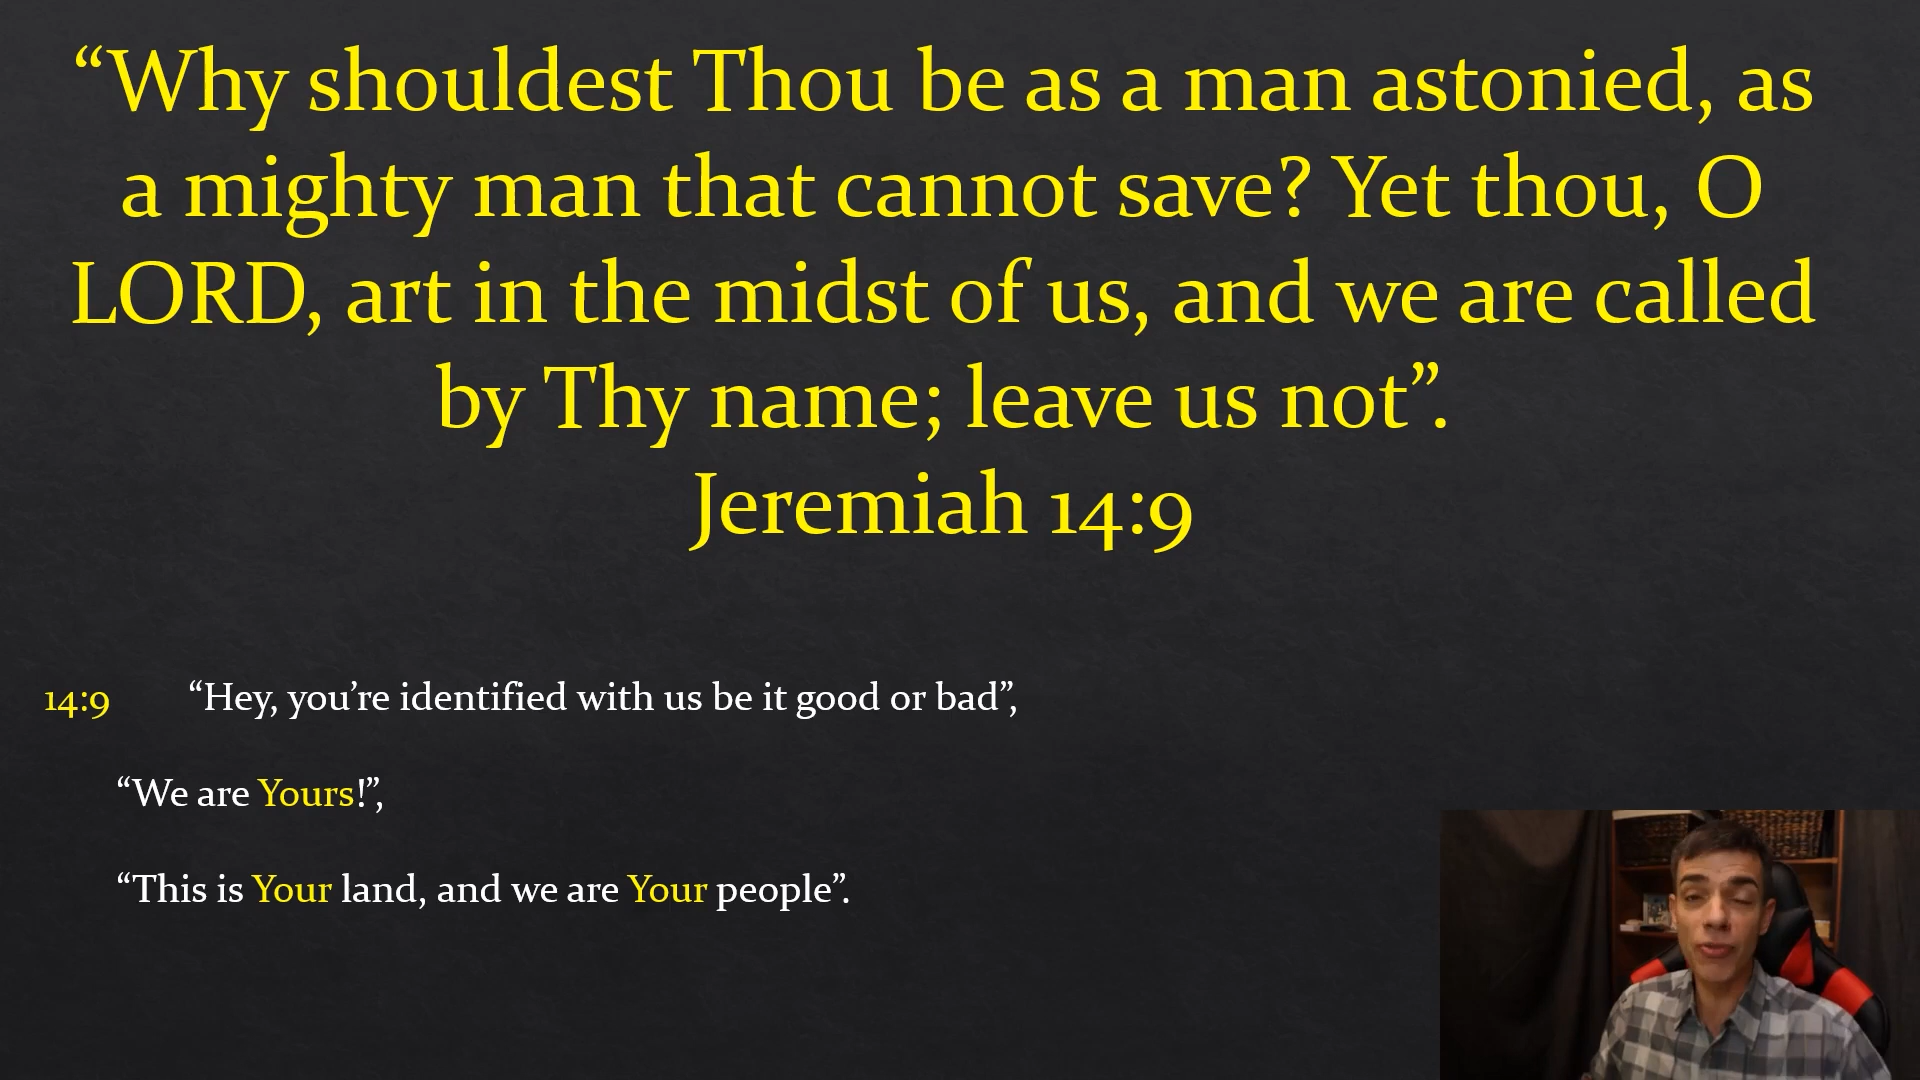 “Why shouldest Thou be as a man astonied, as
a mighty man that cannot save? Yet thou, O
LORD, art in the midst of us, and we are called
by Thy name; leave us not”.
Jeremiah 14:9
14:9 “Hey, you’re identified with us be it good or bad”,
“We are Yours!”,
“This is Your land, and we are Your people”.